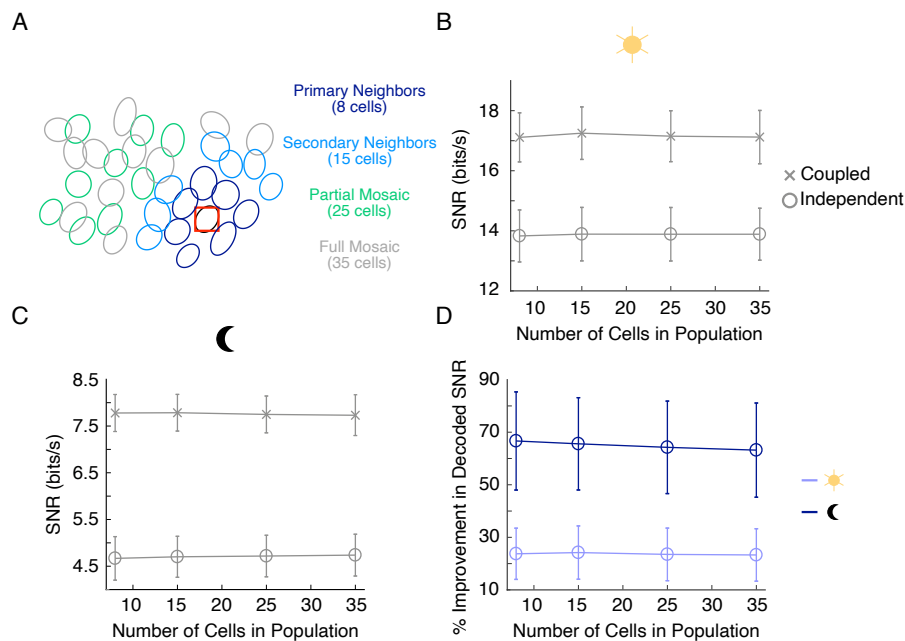 A
Primary Neighbors
(8 cells)
Secondary Neighbors
(15 cells)
Partial Mosaic
(25 cells)
Full Mosaic
(35 cells)
B
SNR (bits/s)
18
16
14
12
10 15 20 25 30 35
Number of Cells in Population
Coupled
Independent
C
SNR (bits/s)
8.5
7.5
6.5
5.5
4.5
10 15 20 25 30 35
Number of Cells in Population
D
% Improvement in Decoded SNR
90
70
50
30
10
10 15 20 25 30 35
Number of Cells in Population